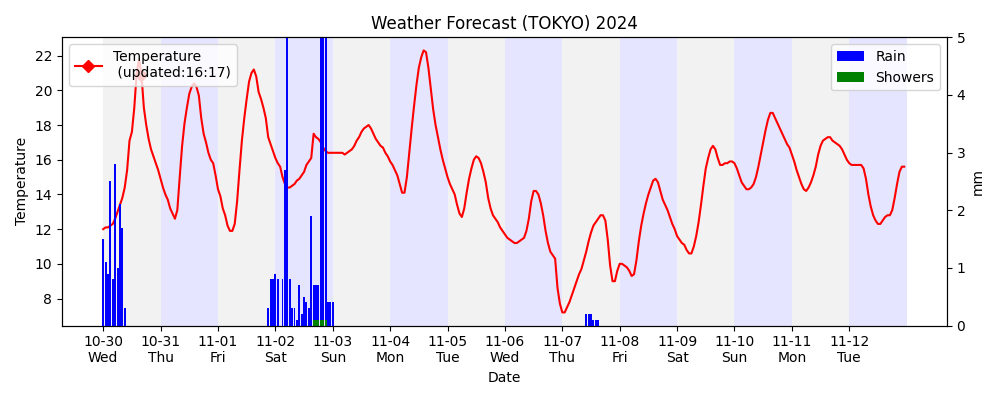 Weather Forecast (TOKYO) 2024
Temperature
(updated:16:17)
Rain
Showers
22
20
18
16
14
12
10
8
Temperature
5
4
3
2
1
0
mm
10-30 10-31 11-01 11-02 11-03 11-04 11-05 11-06 11-07 11-08 11-09 11-10 11-11 11-12
Wed Thu Fri Sat Sun Mon Tue Wed Thu Fri Sat Sun Mon Tue
Date